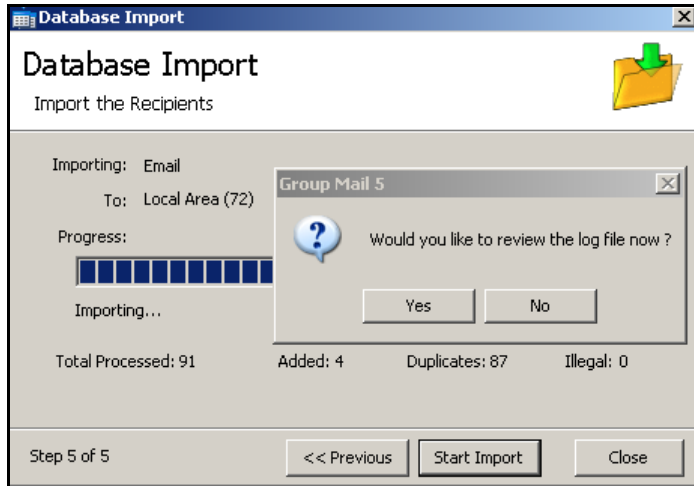 Database Import
Database Import
Import the Recipients
Importing: Email
To: Local Area (72)
Group Mail 5
Progress:
Would you like to review the log file now ?
Yes No
Importing...
Total Processed: 91 Added: 4 Duplicates: 87 Illegal: 0
Step 5 of 5 << Previous Start Import Close